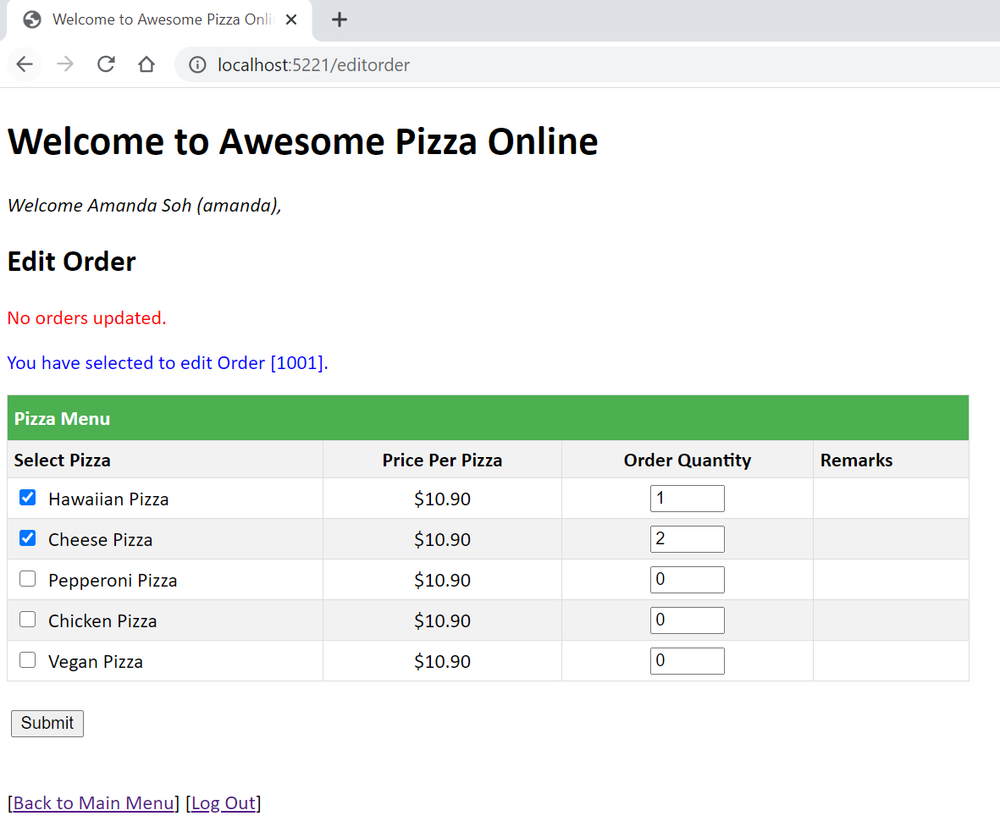 Welcome to Awesome Pizza Onli
localhost:5221/editorder
Welcome to Awesome Pizza Online
Welcome Amanda Soh (amanda),
Edit Order
No orders updated.
You have selected to edit Order [1001].
Pizza Menu
Select Pizza Price Per Pizza Order Quantity Remarks
Hawaiian Pizza $10.90 1
Cheese Pizza $10.90 2
Pepperoni Pizza $10.90 0
Chicken Pizza $10.90 0
Vegan Pizza $10.90 0
Submit
[Back to Main Menu] [Log Out]